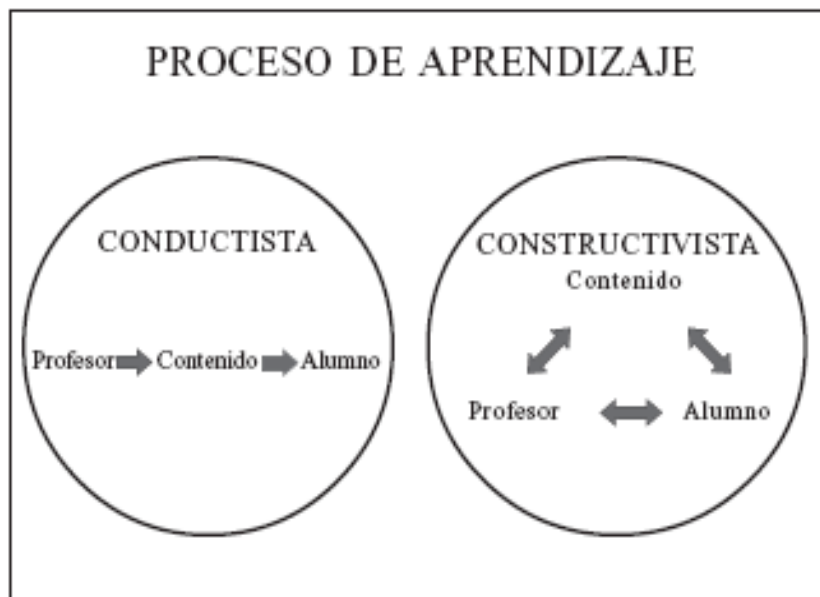 PROCESO DE APRENDIZAJE
CONDUCTISTA
Profesor Contenido Alumno
CONSTRUCTIVISTA
Contenido
Profesor Alumno